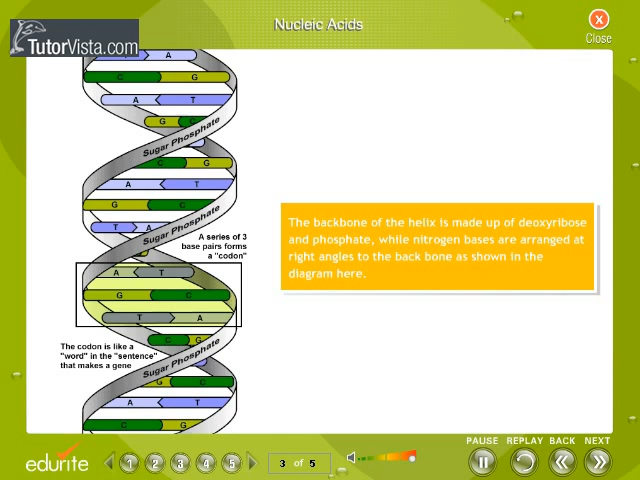 Nucleic Acids
X
Close
TutorVista.com
A
C G
A T
G C
Sugar Phosphate
C G
A T
G C
T A
Sugar Phosphate
A series of 3
base pairs forms
a "codon"
A T
G C
T A
The codon is like a
"word" in the "sentence"
that makes a gene
C G
Sugar Phosphate
G C
A T
C G
The backbone of the helix is made up of deoxyribose
and phosphate, while nitrogen bases are arranged at
right angles to the back bone as shown in the
diagram here.
PAUSE REPLAY BACK NEXT
edurite
1 2 3 4 5
3 of 5